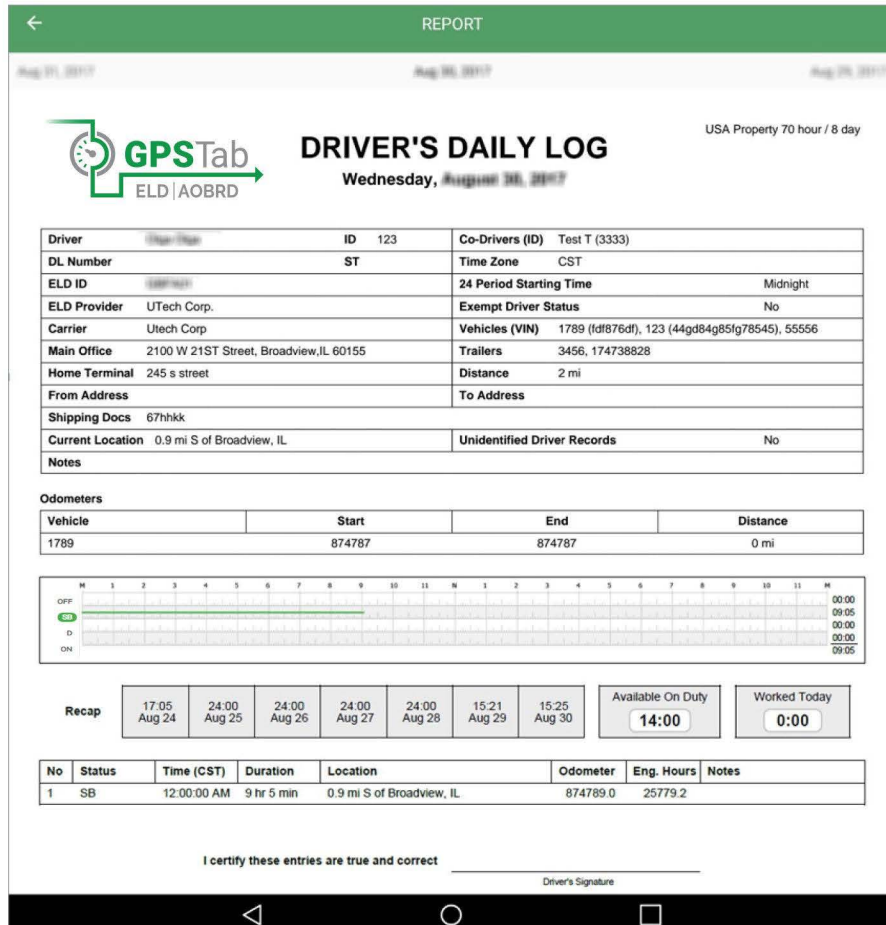 REPORT
USA Property 70 hour / 8 day
GPSTab
ELD|AOBRD
DRIVER'S DAILY LOG
Wednesday,
Driver ID 123 Co-Drivers (ID) Test T (3333)
DL Number ST Time Zone CST
ELD ID 24 Period Starting Time Midnight
ELD Provider UTech Corp. Exempt Driver Status No
Carrier Utech Corp Vehicles (VIN) 1789 (fdf876df), 123 (44gd84g85fg78545), 55556
Main Office 2100 W 21ST Street, Broadview,IL 60155 Trailers 3456, 174738828
Home Terminal 245 s street Distance 2 mi
From Address To Address
Shipping Docs 67hhkk
Current Location 0.9 mi S of Broadview, IL Unidentified Driver Records No
Notes
Odometers
Vehicle Start End Distance
1789 874787 874787 0 mi
M 1 2 3 4 5 6 7 8 9 10 11 N 1 2 3 4 5 6 7 8 9 10 11 M
OFF 00:00
SB 09:05
D 00:00
ON 00:00
09:05
Recap 17:05 24:00 24:00 24:00 24:00 15:21 15:25 Available On Duty Worked Today
Aug 24 Aug 25 Aug 26 Aug 27 Aug 28 Aug 29 Aug 30 14:00 0:00
No Status Time (CST) Duration Location Odometer Eng. Hours Notes
1 SB 12:00:00 AM 9 hr 5 min 0.9 mi S of Broadview, IL 874789.0 25779.2
I certify these entries are true and correct
Driver's Signature